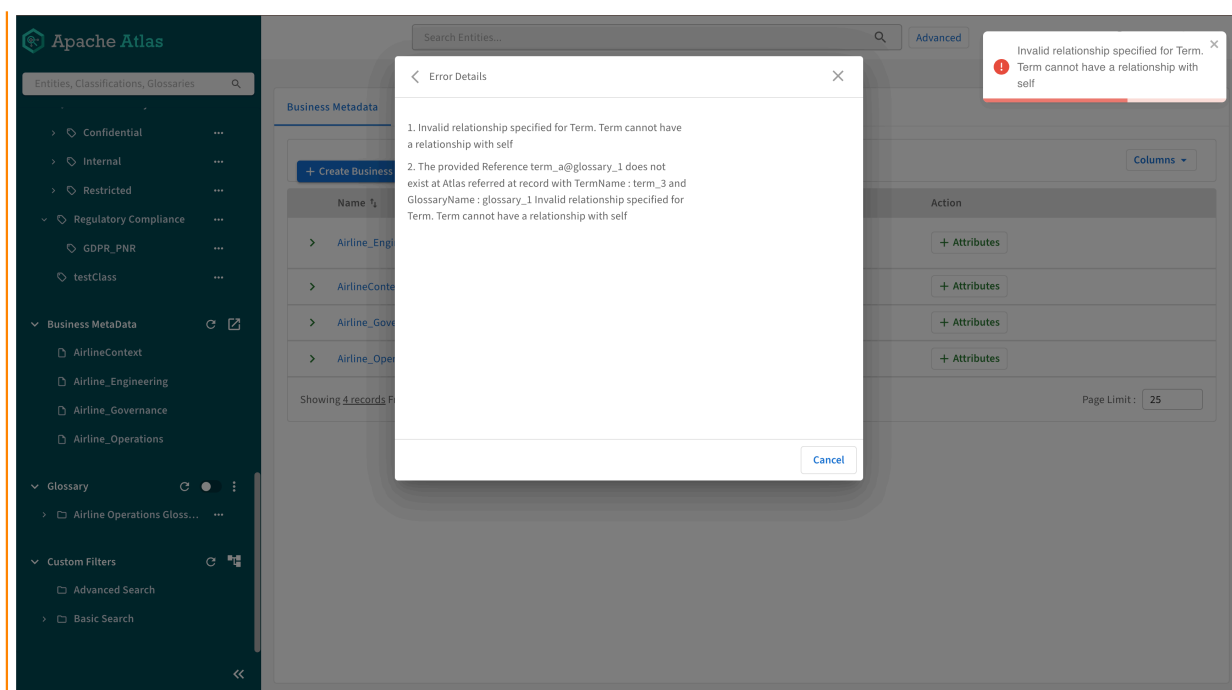 Apache Atlas
Search Entities...
Advanced
Invalid relationship specified for Term.
Term cannot have a relationship with
self
Entities, Classifications, Glossaries
Confidential
Internal
Restricted
Regulatory Compliance
GDPR_PNR
testClass
Business MetaData
AirlineContext
Airline_Engineering
Airline_Governance
Airline_Operations
Glossary
Airline Operations Gloss...
Custom Filters
Advanced Search
Basic Search
Business Metadata
+ Create Business
Columns
Name
Action
Airline_Engi
+ Attributes
AirlineConte
+ Attributes
Airline_Gove
+ Attributes
Airline_Oper
+ Attributes
Showing 4 records
Page Limit :
25
Error Details
1. Invalid relationship specified for Term. Term cannot have
a relationship with self
2. The provided Reference term_a@glossary_1 does not
exist at Atlas referred at record with TermName : term_3 and
GlossaryName : glossary_1 Invalid relationship specified for
Term. Term cannot have a relationship with self
Cancel